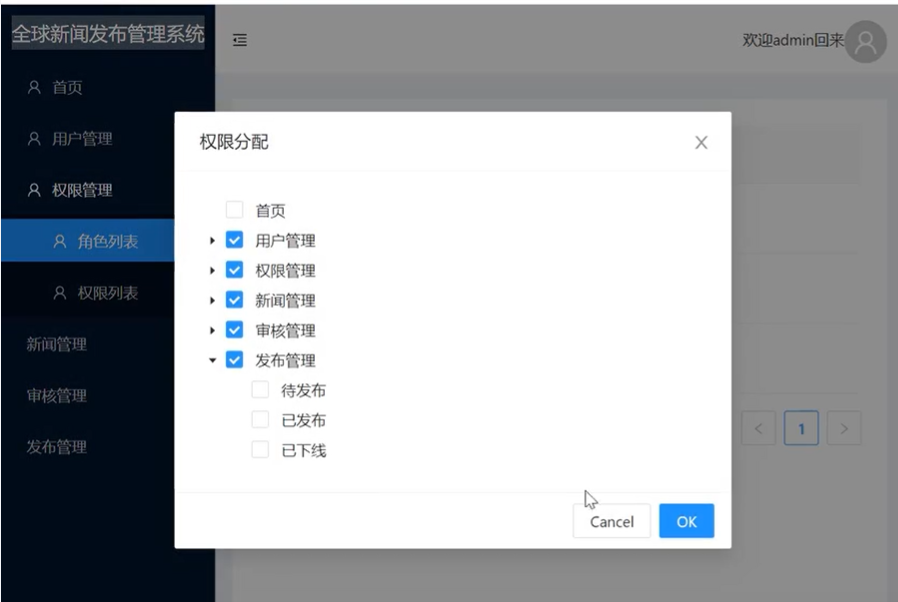 全球新闻发布管理系统
欢迎admin回来
首页
用户管理
权限管理
角色列表
权限列表
新闻管理
审核管理
发布管理
权限分配
首页
用户管理
权限管理
新闻管理
审核管理
发布管理
待发布
已发布
已下线
1
Cancel
OK